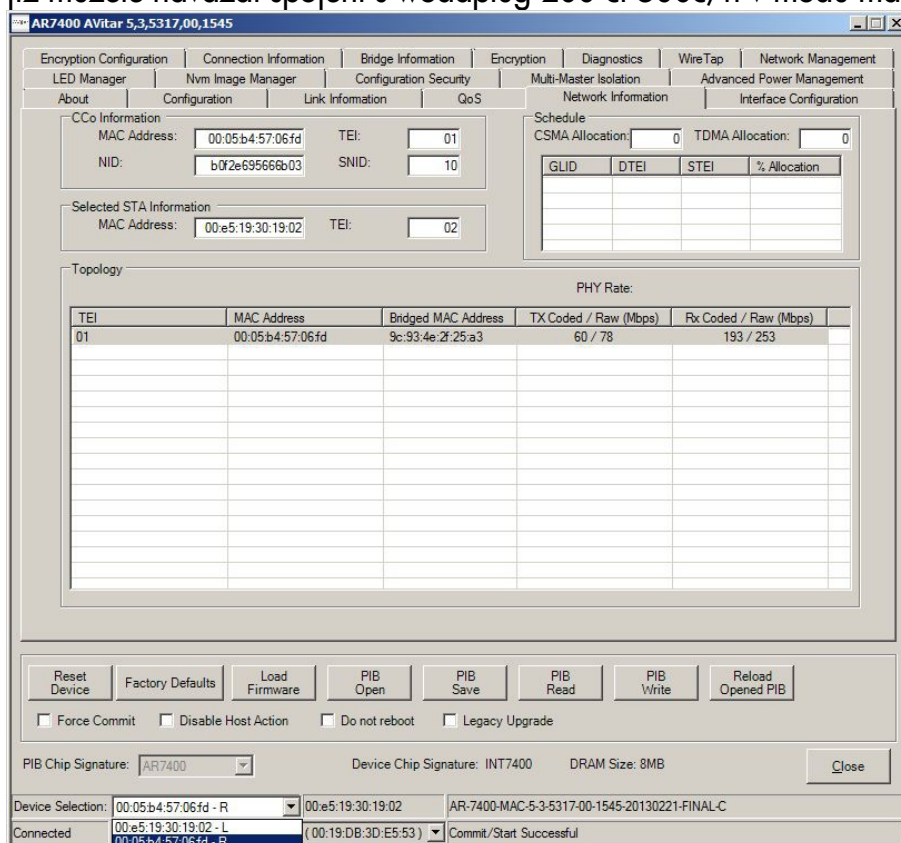 AR7400 AVitar 5,3,5317,00,1545
Encryption Configuration Connection Information Bridge Information Encryption Diagnostics WireTap Network Management
LED Manager Nvm Image Manager Configuration Security Multi-Master Isolation Advanced Power Management
About Configuration Link Information QoS Network Information Interface Configuration
CCo Information
MAC Address: 00:05:b4:57:06:fd TEI: 01
NID: b0f2e695666b03 SNID: 10
Schedule
CSMA Allocation: 0 TDMA Allocation: 0
GLID DTEI STEI % Allocation
Selected STA Information
MAC Address: 00:e5:19:30:19:02 TEI: 02
Topology
PHY Rate:
TEI MAC Address Bridged MAC Address TX Coded / Raw (Mbps) Rx Coded / Raw (Mbps)
01 00:05:b4:57:06:fd 9c:93:4e:2f:25:a3 60 / 78 193 / 253
Reset Device Factory Defaults Load Firmware PIB Open PIB Save PIB Read PIB Write Reload Opened PIB
Force Commit Disable Host Action Do not reboot Legacy Upgrade
PIB Chip Signature: AR7400 Device Chip Signature: INT7400 DRAM Size: 8MB Close
Device Selection: 00:05:b4:57:06:fd - R 00:e5:19:30:19:02 AR-7400-MAC-5-3-5317-00-1545-20130221-FINAL-C
Connected 00:e5:19:30:19:02 - L ( 00:19:DB:3D:E5:53 ) Commit/Start Successful
00:05:b4:57:06:fd - R